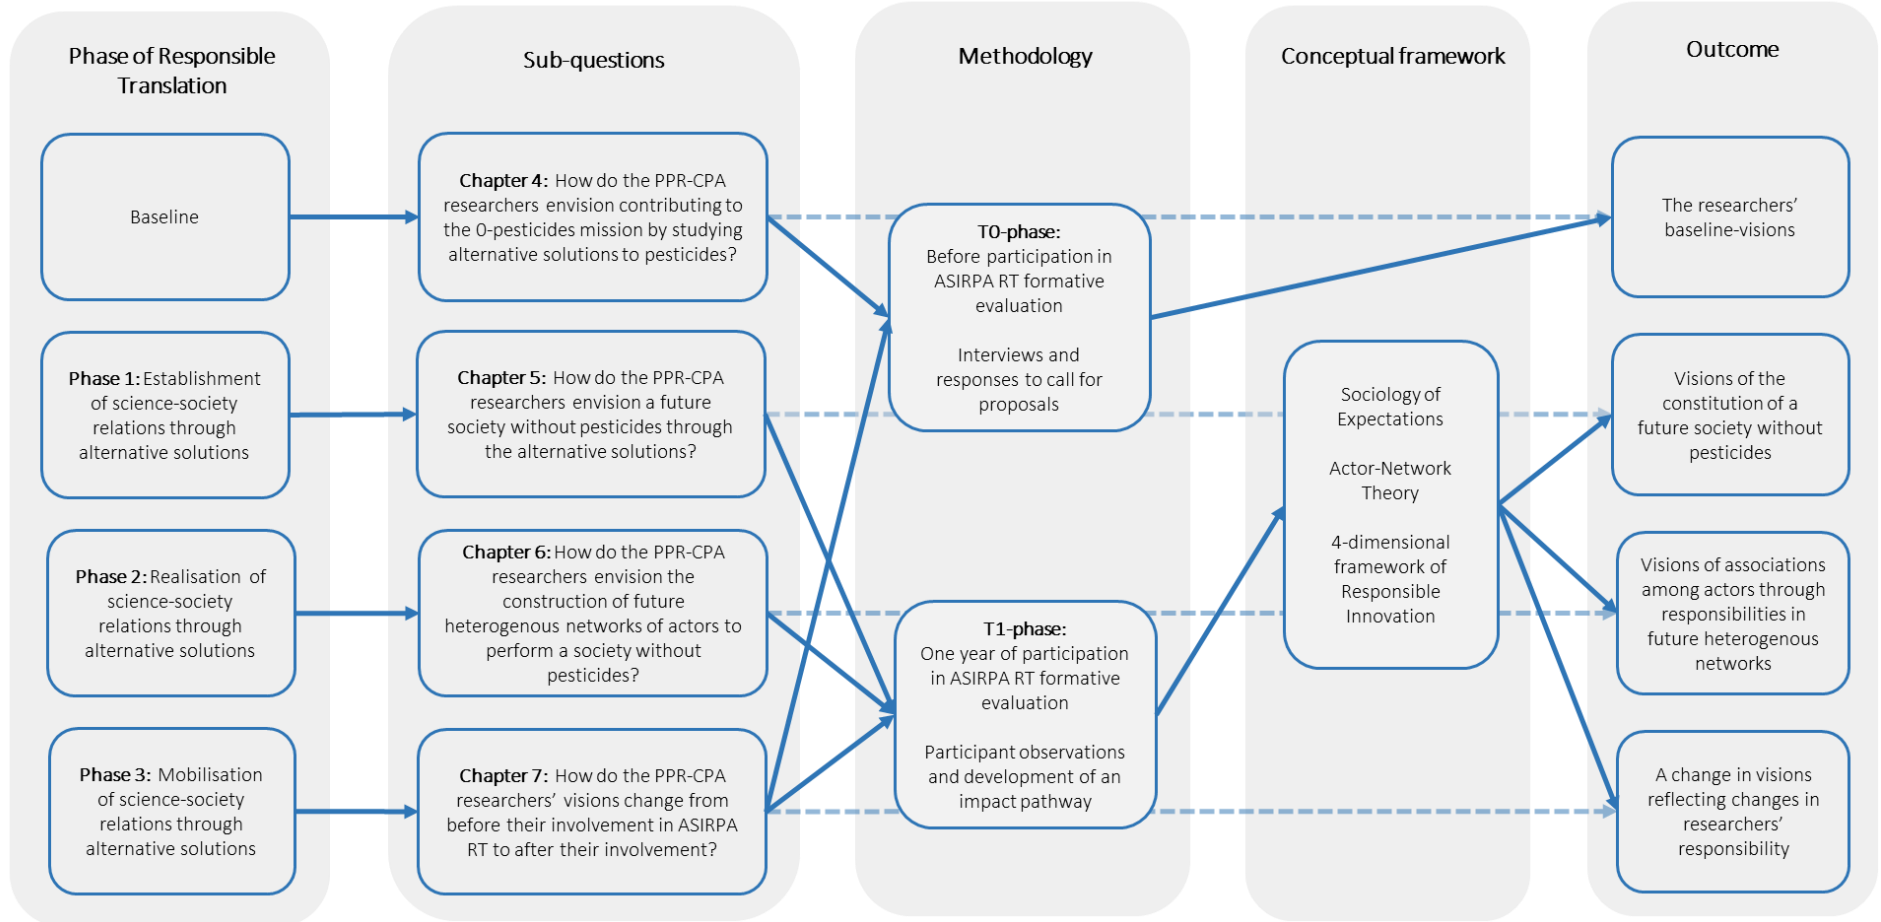 Phase of Responsible
Translation
Sub-questions
Methodology
Conceptual framework
Outcome
Baseline
Phase 1: Establishment
of science-society
relations through
alternative solutions
Phase 2: Realisation of
science-society
relations through
alternative solutions
Phase 3: Mobilisation
of science-society
relations through
alternative solutions
Chapter 4: How do the PPR-CPA
researchers envision contributing to
the 0-pesticides mission by studying
alternative solutions to pesticides?
Chapter 5: How do the PPR-CPA
researchers envision a future
society without pesticides through
the alternative solutions?
Chapter 6: How do the PPR-CPA
researchers envision the
construction of future
heterogenous networks of actors to
perform a society without
pesticides?
Chapter 7: How do the PPR-CPA
researchers' visions change from
before their involvement in ASIRPA
RT to after their involvement?
T0-phase:
Before participation in
ASIRPA RT formative
evaluation
Interviews and
responses to call for
proposals
T1-phase:
One year of participation
in ASIRPA RT formative
evaluation
Participant observations
and development of an
impact pathway
Sociology of
Expectations
Actor-Network
Theory
4-dimensional
framework of
Responsible
Innovation
The researchers'
baseline-visions
Visions of the
constitution of a
future society without
pesticides
Visions of associations
among actors through
responsibilities in
future heterogenous
networks
A change in visions
reflecting changes in
researchers'
responsibility